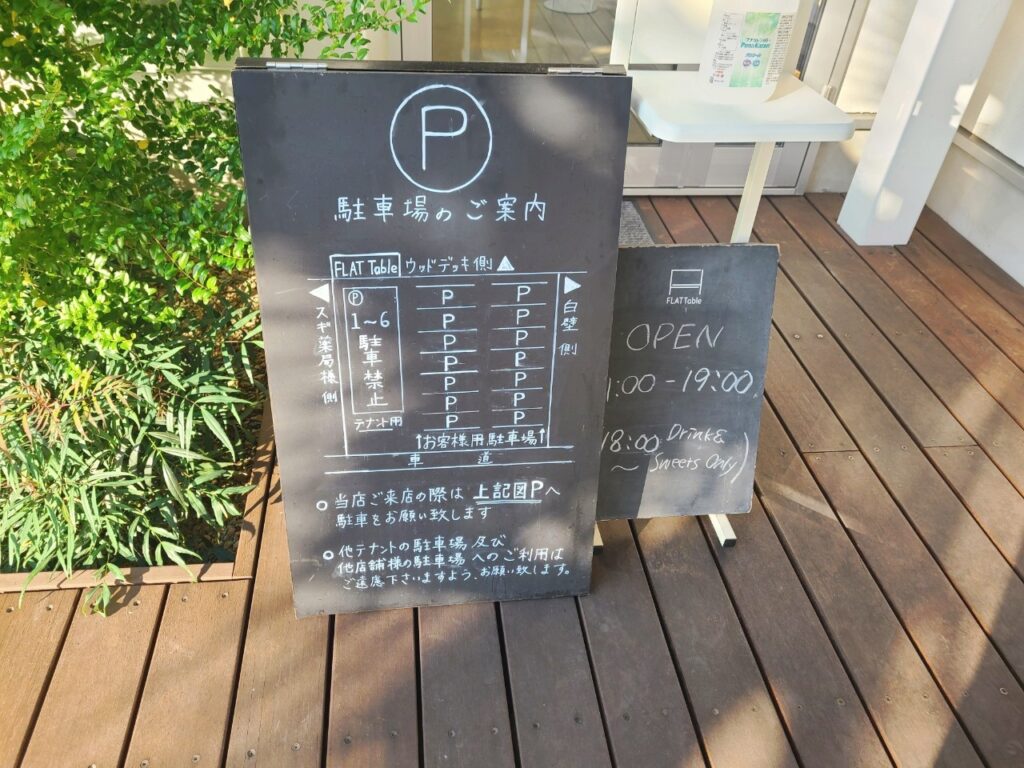 P
駐車場のご案内
FLAT Table ウッドデッキ側▲
◀ スギ薬局様側
Ⓟ
1～6
駐車禁止
テナント用
P P
P P
P P
P P
P P
P P
P P
▶ 白壁側
↑お客様用駐車場↑
車道
○ 当店ご来店の際は 上記図Pへ
駐車をお願い致します
○ 他テナントの駐車場 及び
他店舗様の駐車場 へのご利用は
ご遠慮下さいますよう、お願い致します。
FLAT Table
OPEN
1:00 - 19:00
18:00 Drink&
～ Sweets Only)